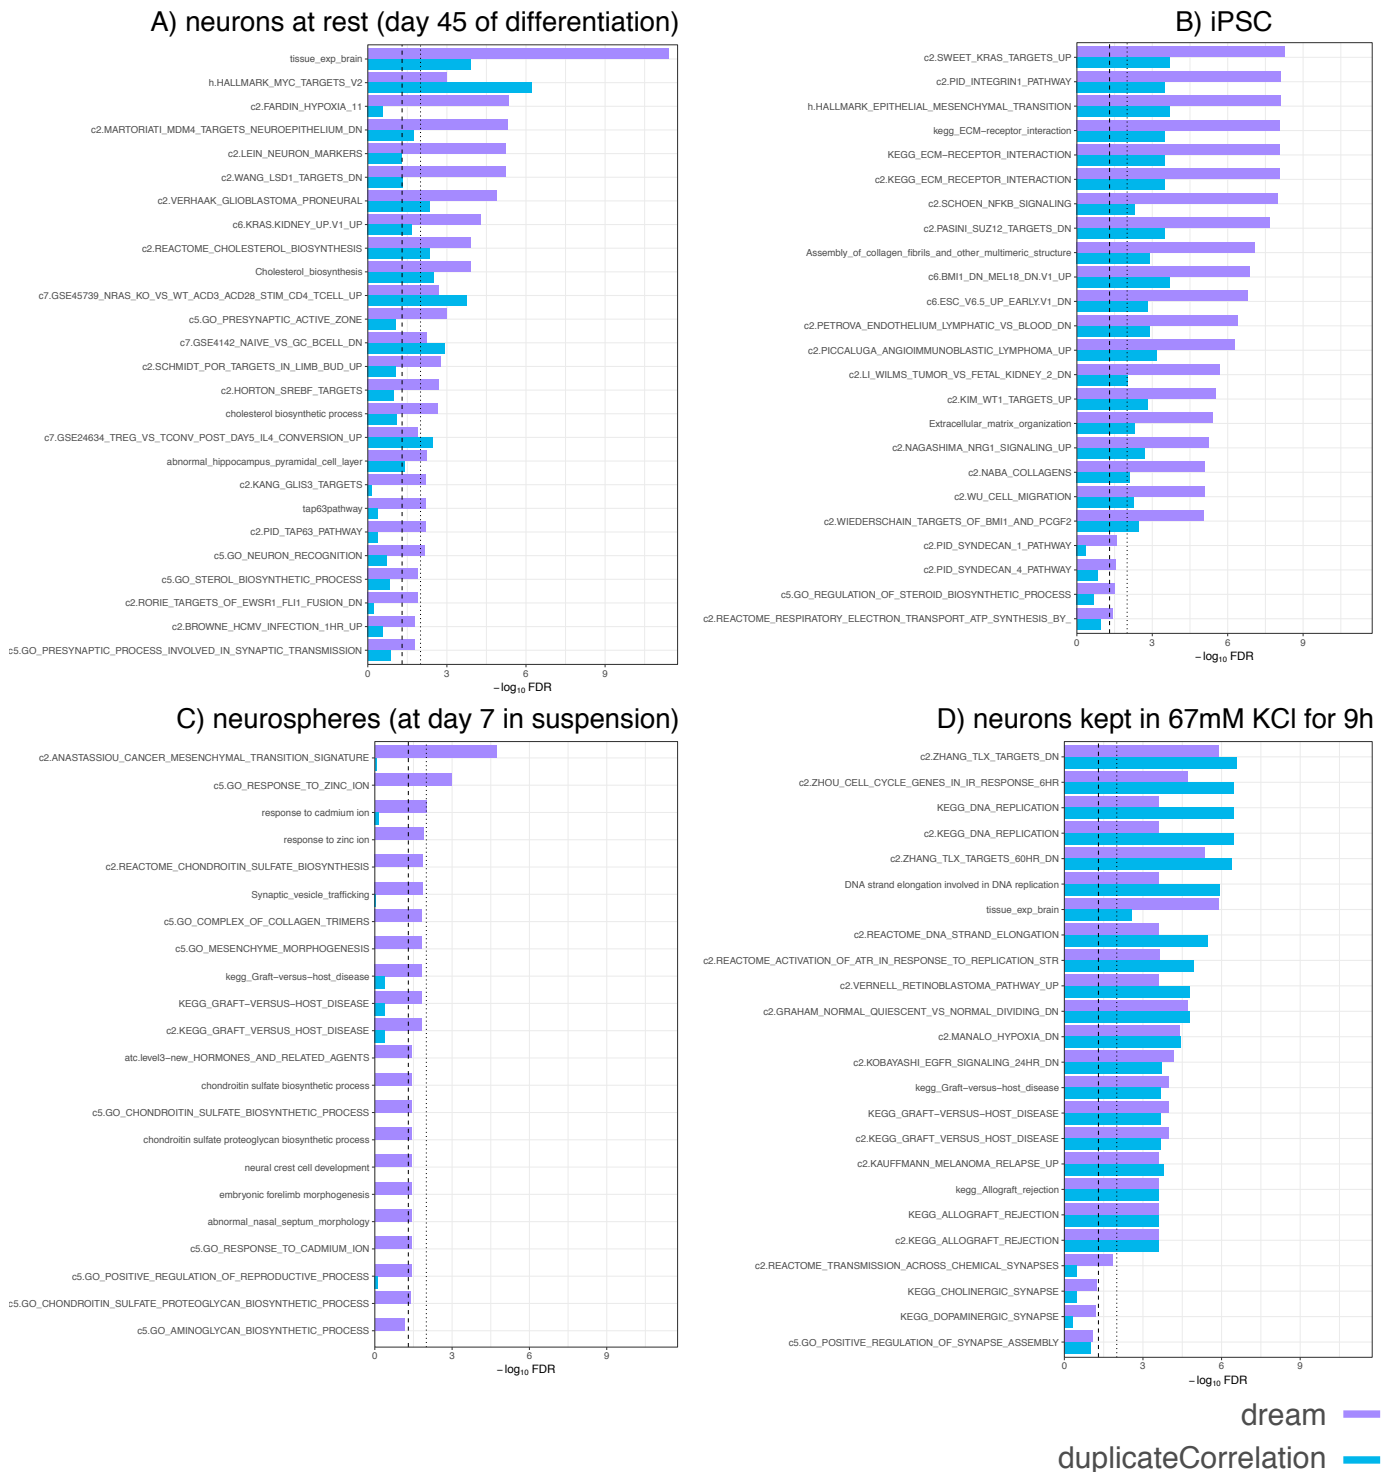 A) neurons at rest (day 45 of differentiation)
tissue_exp_brain
h.HALLMARK_MYC_TARGETS_V2
c2.FARDIN_HYPOXIA_11
c2.MARTORIATI_MDM4_TARGETS_NEUROEPITHELIUM_DN
c2.LEIN_NEURON_MARKERS
c2.WANG_LSD1_TARGETS_DN
c2.VERHAAK_GLIOBLASTOMA_PRONEURAL
c6.KRAS.KIDNEY_UP.V1_UP
c2.REACTOME_CHOLESTEROL_BIOSYNTHESIS
Cholesterol_biosynthesis
c7.GSE45739_NRAS_KO_VS_WT_ACD3_ACD28_STIM_CD4_TCELL_UP
c5.GO_PRESYNAPTIC_ACTIVE_ZONE
c7.GSE4142_NAIVE_VS_GC_BCELL_DN
c2.SCHMIDT_POR_TARGETS_IN_LIMB_BUD_UP
c2.HORTON_SREBF_TARGETS
cholesterol biosynthetic process
c7.GSE24634_TREG_VS_TCONV_POST_DAY5_IL4_CONVERSION_UP
abnormal_hippocampus_pyramidal_cell_layer
c2.KANG_GLIS3_TARGETS
tap63pathway
c2.PID_TAP63_PATHWAY
c5.GO_NEURON_RECOGNITION
c5.GO_STEROL_BIOSYNTHETIC_PROCESS
c2.RORIE_TARGETS_OF_EWSR1_FLI1_FUSION_DN
c2.BROWNE_HCMV_INFECTION_1HR_UP
c5.GO_PRESYNAPTIC_PROCESS_INVOLVED_IN_SYNAPTIC_TRANSMISSION
0 3 6 9
−log₁₀ FDR
B) iPSC
c2.SWEET_KRAS_TARGETS_UP
c2.PID_INTEGRIN1_PATHWAY
h.HALLMARK_EPITHELIAL_MESENCHYMAL_TRANSITION
kegg_ECM−receptor_interaction
KEGG_ECM−RECEPTOR_INTERACTION
c2.KEGG_ECM_RECEPTOR_INTERACTION
c2.SCHOEN_NFKB_SIGNALING
c2.PASINI_SUZ12_TARGETS_DN
Assembly_of_collagen_fibrils_and_other_multimeric_structure
c6.BMI1_DN_MEL18_DN.V1_UP
c6.ESC_V6.5_UP_EARLY.V1_DN
c2.PETROVA_ENDOTHELIUM_LYMPHATIC_VS_BLOOD_DN
c2.PICCALUGA_ANGIOIMMUNOBLASTIC_LYMPHOMA_UP
c2.LI_WILMS_TUMOR_VS_FETAL_KIDNEY_2_DN
c2.KIM_WT1_TARGETS_UP
Extracellular_matrix_organization
c2.NAGASHIMA_NRG1_SIGNALING_UP
c2.NABA_COLLAGENS
c2.WU_CELL_MIGRATION
c2.WIEDERSCHAIN_TARGETS_OF_BMI1_AND_PCGF2
c2.PID_SYNDECAN_1_PATHWAY
c2.PID_SYNDECAN_4_PATHWAY
c5.GO_REGULATION_OF_STEROID_BIOSYNTHETIC_PROCESS
c2.REACTOME_RESPIRATORY_ELECTRON_TRANSPORT_ATP_SYNTHESIS_BY_
0 3 6 9
−log₁₀ FDR
C) neurospheres (at day 7 in suspension)
c2.ANASTASSIOU_CANCER_MESENCHYMAL_TRANSITION_SIGNATURE
c5.GO_RESPONSE_TO_ZINC_ION
response to cadmium ion
response to zinc ion
c2.REACTOME_CHONDROITIN_SULFATE_BIOSYNTHESIS
Synaptic_vesicle_trafficking
c5.GO_COMPLEX_OF_COLLAGEN_TRIMERS
c5.GO_MESENCHYME_MORPHOGENESIS
kegg_Graft−versus−host_disease
KEGG_GRAFT−VERSUS−HOST_DISEASE
c2.KEGG_GRAFT_VERSUS_HOST_DISEASE
atc.level3−new_HORMONES_AND_RELATED_AGENTS
chondroitin sulfate biosynthetic process
c5.GO_CHONDROITIN_SULFATE_BIOSYNTHETIC_PROCESS
chondroitin sulfate proteoglycan biosynthetic process
neural crest cell development
embryonic forelimb morphogenesis
abnormal_nasal_septum_morphology
c5.GO_RESPONSE_TO_CADMIUM_ION
c5.GO_POSITIVE_REGULATION_OF_REPRODUCTIVE_PROCESS
c5.GO_CHONDROITIN_SULFATE_PROTEOGLYCAN_BIOSYNTHETIC_PROCESS
c5.GO_AMINOGLYCAN_BIOSYNTHETIC_PROCESS
0 3 6 9
−log₁₀ FDR
D) neurons kept in 67mM KCl for 9h
c2.ZHANG_TLX_TARGETS_DN
c2.ZHOU_CELL_CYCLE_GENES_IN_IR_RESPONSE_6HR
KEGG_DNA_REPLICATION
c2.KEGG_DNA_REPLICATION
c2.ZHANG_TLX_TARGETS_60HR_DN
DNA strand elongation involved in DNA replication
tissue_exp_brain
c2.REACTOME_DNA_STRAND_ELONGATION
c2.REACTOME_ACTIVATION_OF_ATR_IN_RESPONSE_TO_REPLICATION_STR
c2.VERNELL_RETINOBLASTOMA_PATHWAY_UP
c2.GRAHAM_NORMAL_QUIESCENT_VS_NORMAL_DIVIDING_DN
c2.MANALO_HYPOXIA_DN
c2.KOBAYASHI_EGFR_SIGNALING_24HR_DN
kegg_Graft−versus−host_disease
KEGG_GRAFT−VERSUS−HOST_DISEASE
c2.KEGG_GRAFT_VERSUS_HOST_DISEASE
c2.KAUFFMANN_MELANOMA_RELAPSE_UP
kegg_Allograft_rejection
KEGG_ALLOGRAFT_REJECTION
c2.KEGG_ALLOGRAFT_REJECTION
c2.REACTOME_TRANSMISSION_ACROSS_CHEMICAL_SYNAPSES
KEGG_CHOLINERGIC_SYNAPSE
KEGG_DOPAMINERGIC_SYNAPSE
c5.GO_POSITIVE_REGULATION_OF_SYNAPSE_ASSEMBLY
0 3 6 9
−log₁₀ FDR
dream
duplicateCorrelation